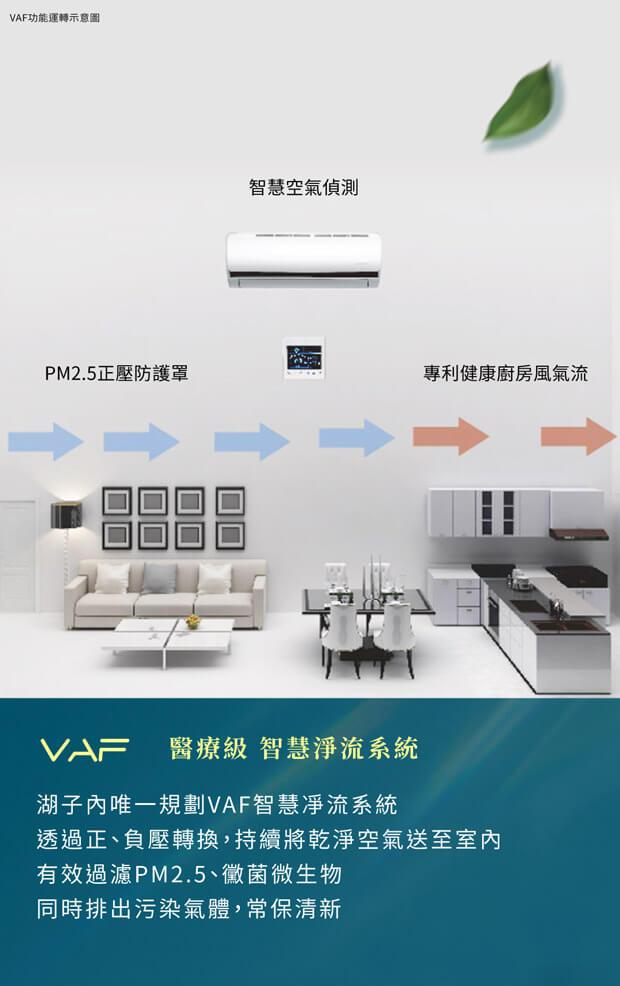 VAF功能運轉示意圖
智慧空氣偵測
PM2.5正壓防護罩
專利健康廚房風氣流
VAF 醫療級 智慧淨流系統
湖子內唯一規劃VAF智慧淨流系統
透過正、負壓轉換，持續將乾淨空氣送至室內
有效過濾PM2.5、黴菌微生物
同時排出污染氣體，常保清新